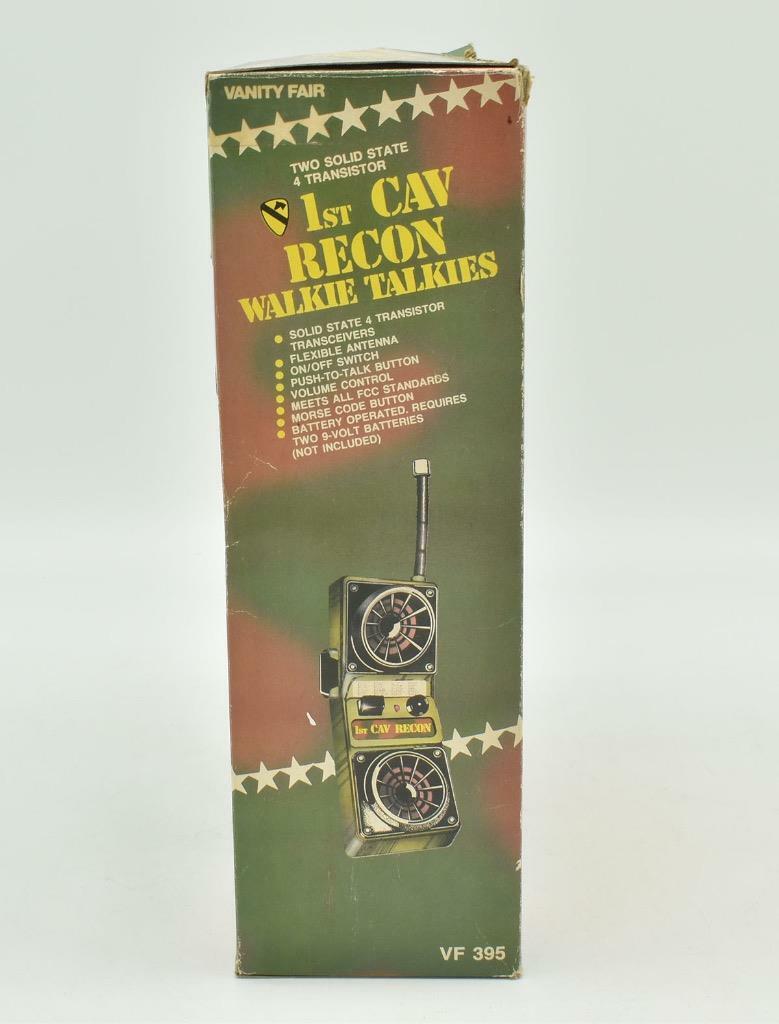 VANITY FAIR
TWO SOLID STATE
4 TRANSISTOR
1ST CAV
RECON
WALKIE TALKIES
SOLID STATE 4 TRANSISTOR
TRANSCEIVERS
FLEXIBLE ANTENNA
ON/OFF SWITCH
PUSH-TO-TALK BUTTON
VOLUME CONTROL
MEETS ALL FCC STANDARDS
MORSE CODE BUTTON
BATTERY OPERATED. REQUIRES
TWO 9-VOLT BATTERIES
(NOT INCLUDED)
1ST CAV RECON
VF 395